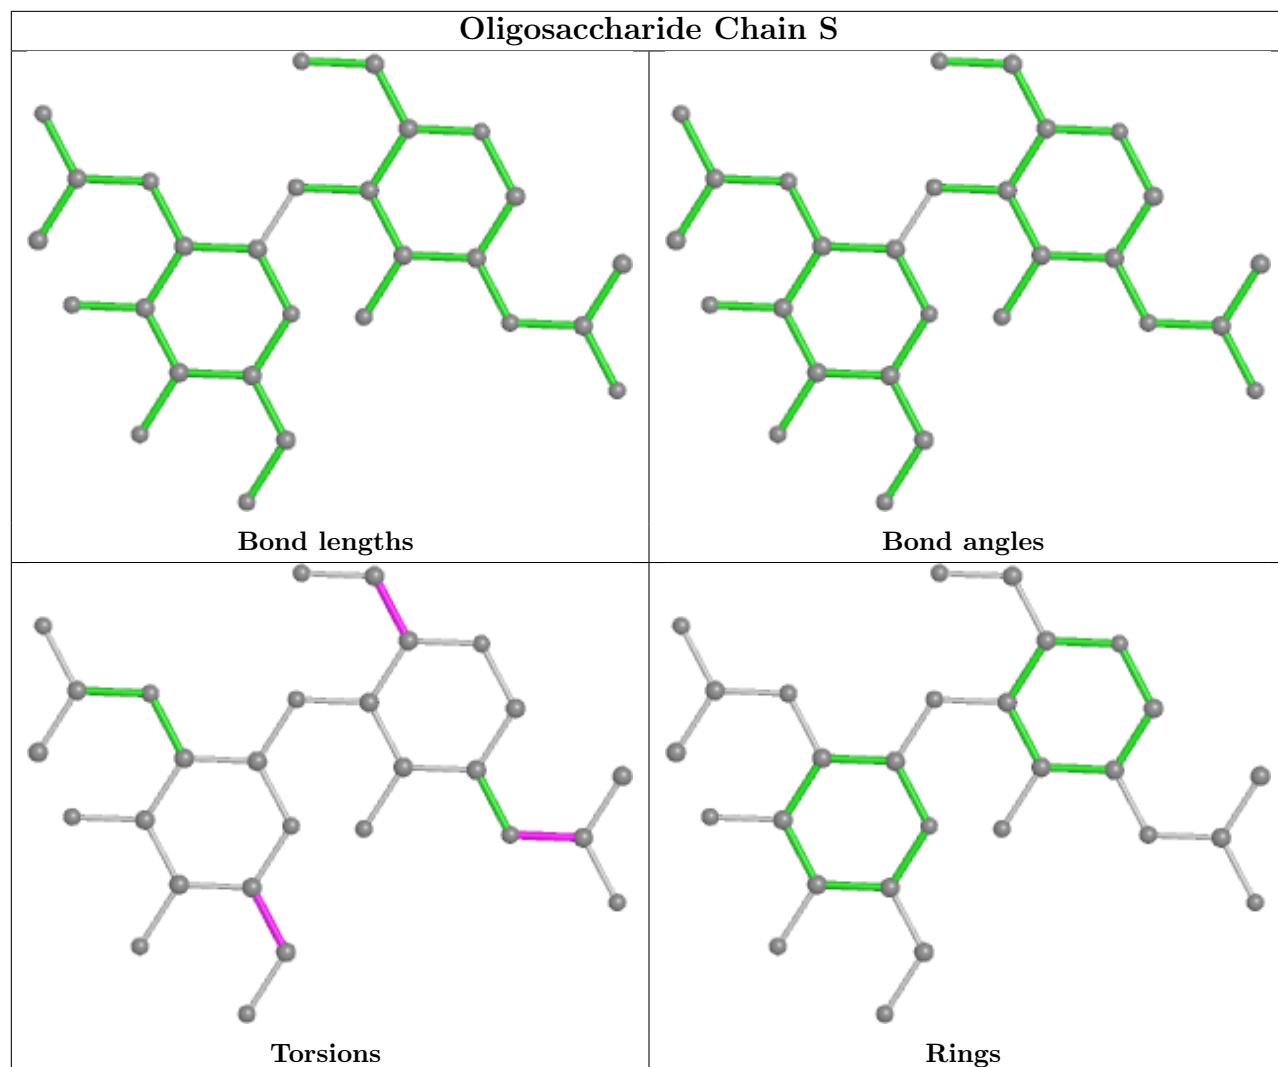 Oligosaccharide Chain S
Bond lengths
Bond angles
Torsions
Rings